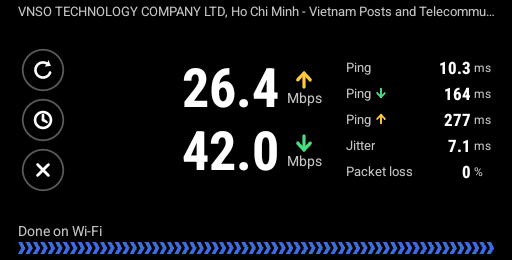 VNSO TECHNOLOGY COMPANY LTD, Ho Chi Minh - Vietnam Posts and Telecommu...
26.4 Mbps
42.0 Mbps
Ping 10.3 ms
Ping 164 ms
Ping 277 ms
Jitter 7.1 ms
Packet loss 0 %
Done on Wi-Fi